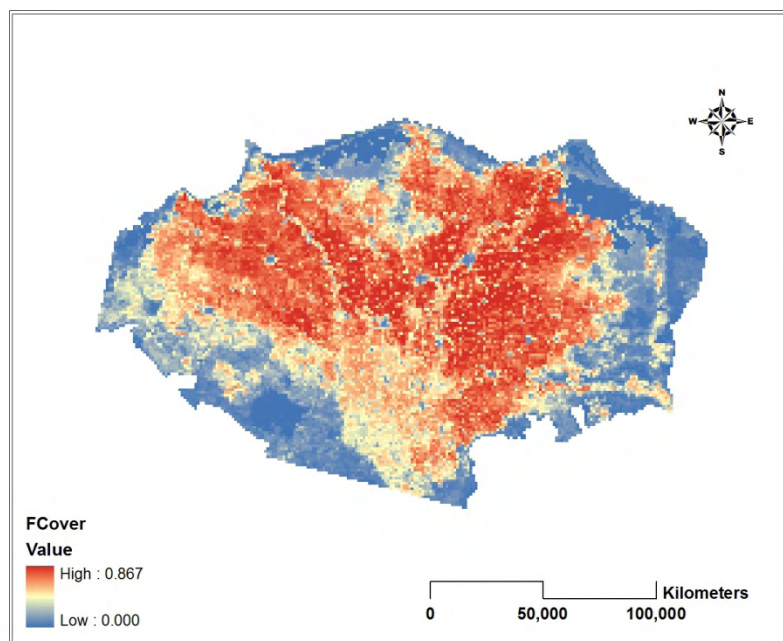 N
W E
S
FCover
Value
High : 0.867
Low : 0.000
Kilometers
0 50,000 100,000